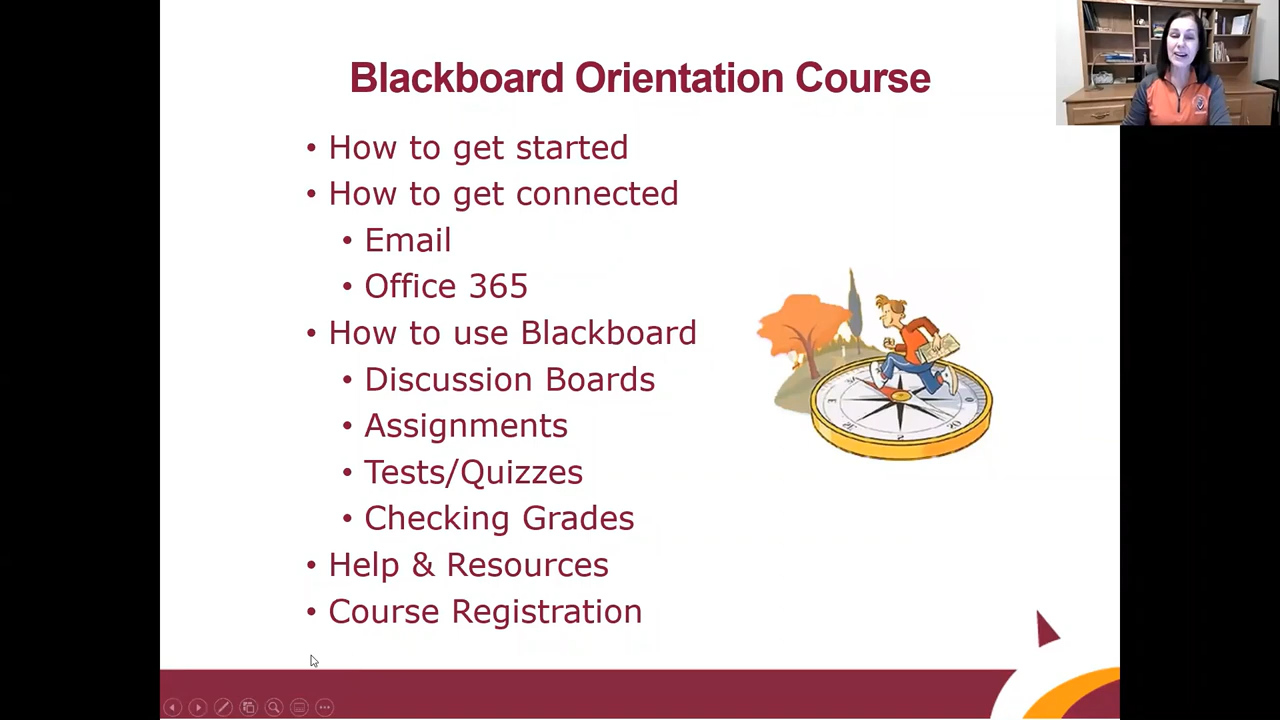 Blackboard Orientation Course
• How to get started
• How to get connected
• Email
• Office 365
• How to use Blackboard
• Discussion Boards
• Assignments
• Tests/Quizzes
• Checking Grades
• Help & Resources
• Course Registration